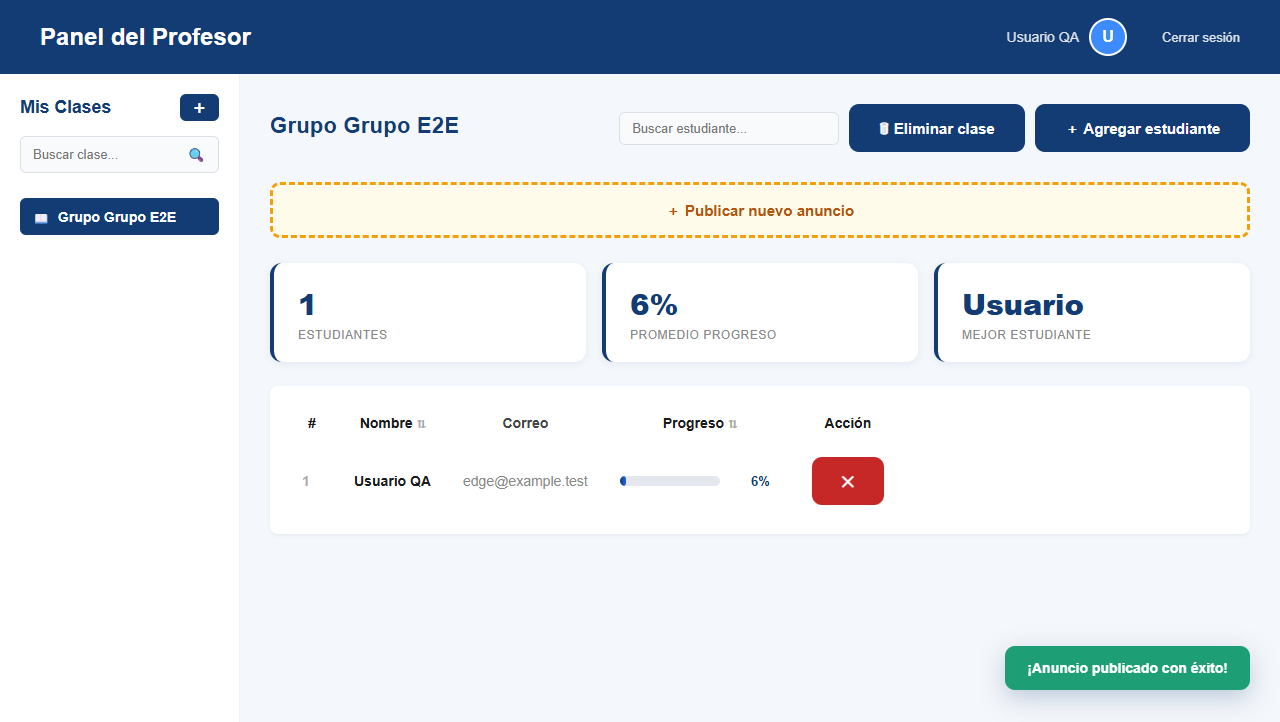 Panel del Profesor
Usuario QA
U
Cerrar sesión
Mis Clases
+
Buscar clase...
Grupo Grupo E2E
Grupo Grupo E2E
Buscar estudiante...
Eliminar clase
+ Agregar estudiante
+ Publicar nuevo anuncio
1
ESTUDIANTES
6%
PROMEDIO PROGRESO
Usuario
MEJOR ESTUDIANTE
# Nombre ⇅ Correo Progreso ⇅ Acción
1 Usuario QA edge@example.test 6% ✕
¡Anuncio publicado con éxito!